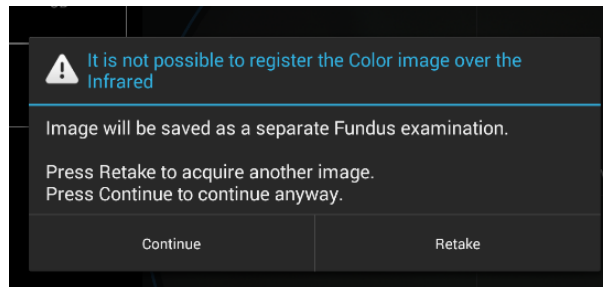 It is not possible to register the Color image over the
Infrared
Image will be saved as a separate Fundus examination.
Press Retake to acquire another image.
Press Continue to continue anyway.
Continue
Retake